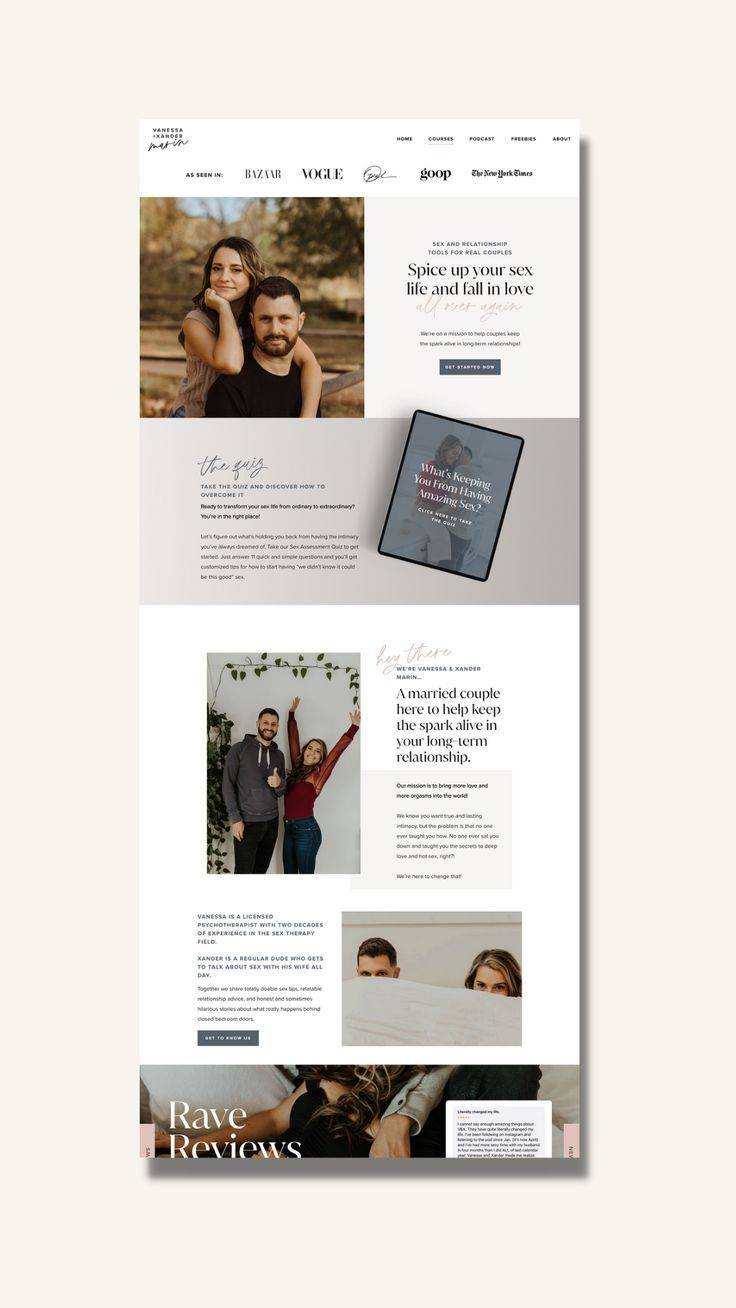 VANESSA
+XANDER
marin
HOME COURSES PODCAST FREEBIES ABOUT
AS SEEN IN: BAZAAR VOGUE goop The New York Times
SEX AND RELATIONSHIP
TOOLS FOR REAL COUPLES
Spice up your sex
life and fall in love
all over again
We're on a mission to help couples keep
the spark alive in long-term relationships!
GET STARTED NOW
the quiz
TAKE THE QUIZ AND DISCOVER HOW TO
OVERCOME IT
Ready to transform your sex life from ordinary to extraordinary?
You're in the right place!
Let's figure out what's holding you back from having the intimacy
you've always dreamed of. Take our Sex Assessment Quiz to get
started. Just answer 11 quick and simple questions and you'll get
customized tips for how to start having "we didn't know it could
be this good" sex.
What's Keeping
You From Having
Amazing Sex?
CLICK HERE TO TAKE
THE QUIZ
hey there
WE'RE VANESSA & XANDER
MARIN...
A married couple
here to help keep
the spark alive in
your long-term
relationship.
Our mission is to bring more love and
more orgasms into the world!
We know you want true and lasting
intimacy, but the problem is that no one
ever taught you how. No one ever sat you
down and taught you the secrets to deep
love and hot sex, right?!
We're here to change that!
VANESSA IS A LICENSED
PSYCHOTHERAPIST WITH TWO DECADES
OF EXPERIENCE IN THE SEX THERAPY
FIELD.
XANDER IS A REGULAR DUDE WHO GETS
TO TALK ABOUT SEX WITH HIS WIFE ALL
DAY.
Together we share totally doable sex tips, relatable
relationship advice, and honest and sometimes
hilarious stories about what really happens behind
closed bedroom doors.
GET TO KNOW US
Rave
Reviews
Literally changed my life.
I cannot say enough amazing things about
V&X. They have quite literally changed my
life. I've been following on Instagram and
listening to the pod since Jan. (it's now April)
and I've had more sexy time with my husband
in four months than I did ALL of last calendar
year. Vanessa and Xander made me realize